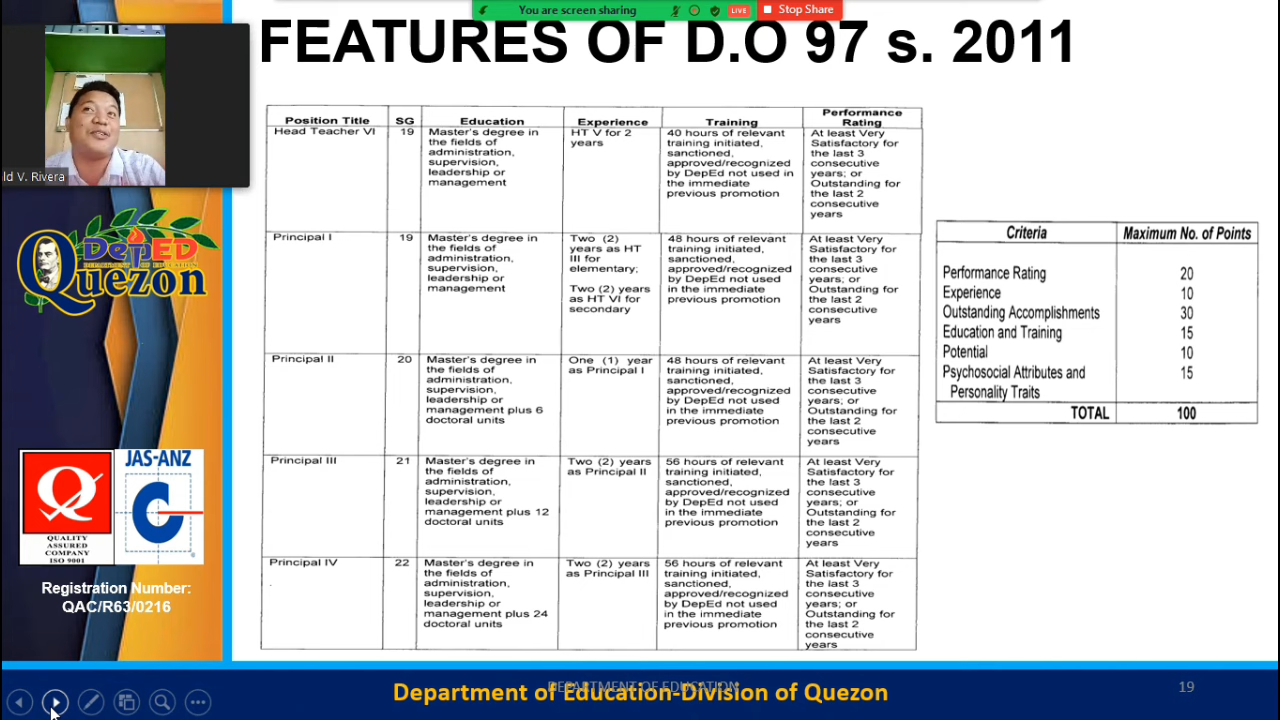 You are screen sharing
LIVE
Stop Share
FEATURES OF D.O 97 s. 2011
ld V. Rivera
DepED
DEPARTMENT OF EDUCATION
Quezon
QUALITY
ASSURED
COMPANY
ISO 9001
JAS-ANZ
Registration Number:
QAC/R63/0216
Position Title
SG
Education
Experience
Training
Performance
Rating
Head Teacher VI
19
Master's degree in
the fields of
administration,
supervision,
leadership or
management
HT V for 2
years
40 hours of relevant
training initiated,
sanctioned,
approved/recognized
by DepEd not used in
the immediate
previous promotion
At least Very
Satisfactory for
the last 3
consecutive
years; or
Outstanding for
the last 2
consecutive
years
Principal I
19
Master's degree in
the fields of
administration,
supervision,
leadership or
management
Two (2)
years as HT
III for
elementary;
Two (2) years
as HT VI for
secondary
48 hours of relevant
training initiated,
sanctioned,
approved/recognized
by DepEd not used
in the immediate
previous promotion
At least Very
Satisfactory for
the last 3
consecutive
years; or
Outstanding for
the last 2
consecutive
years
Principal II
20
Master's degree in
the fields of
administration,
supervision,
leadership or
management plus 6
doctoral units
One (1) year
as Principal I
48 hours of relevant
training initiated,
sanctioned,
approved/recognized
by DepEd not used
in the immediate
previous promotion
At least Very
Satisfactory for
the last 3
consecutive
years; or
Outstanding for
the last 2
consecutive
years
Principal III
21
Master's degree in
the fields of
administration,
supervision,
leadership or
management plus 12
doctoral units
Two (2) years
as Principal II
56 hours of relevant
training initiated,
sanctioned,
approved/recognized
by DepEd not used
in the immediate
previous promotion
At least Very
Satisfactory for
the last 3
consecutive
years; or
Outstanding for
the last 2
consecutive
years
Principal IV
22
Master's degree in
the fields of
administration,
supervision,
leadership or
management plus 24
doctoral units
Two (2) years
as Principal III
56 hours of relevant
training initiated,
sanctioned,
approved/recognized
by DepEd not used
in the immediate
previous promotion
At least Very
Satisfactory for
the last 3
consecutive
years; or
Outstanding for
the last 2
consecutive
years
Criteria Maximum No. of Points
Performance Rating 20
Experience 10
Outstanding Accomplishments 30
Education and Training 15
Potential 10
Psychosocial Attributes and 15
Personality Traits
TOTAL 100
DEPARTMENT OF EDUCATION
Department of Education-Division of Quezon
19